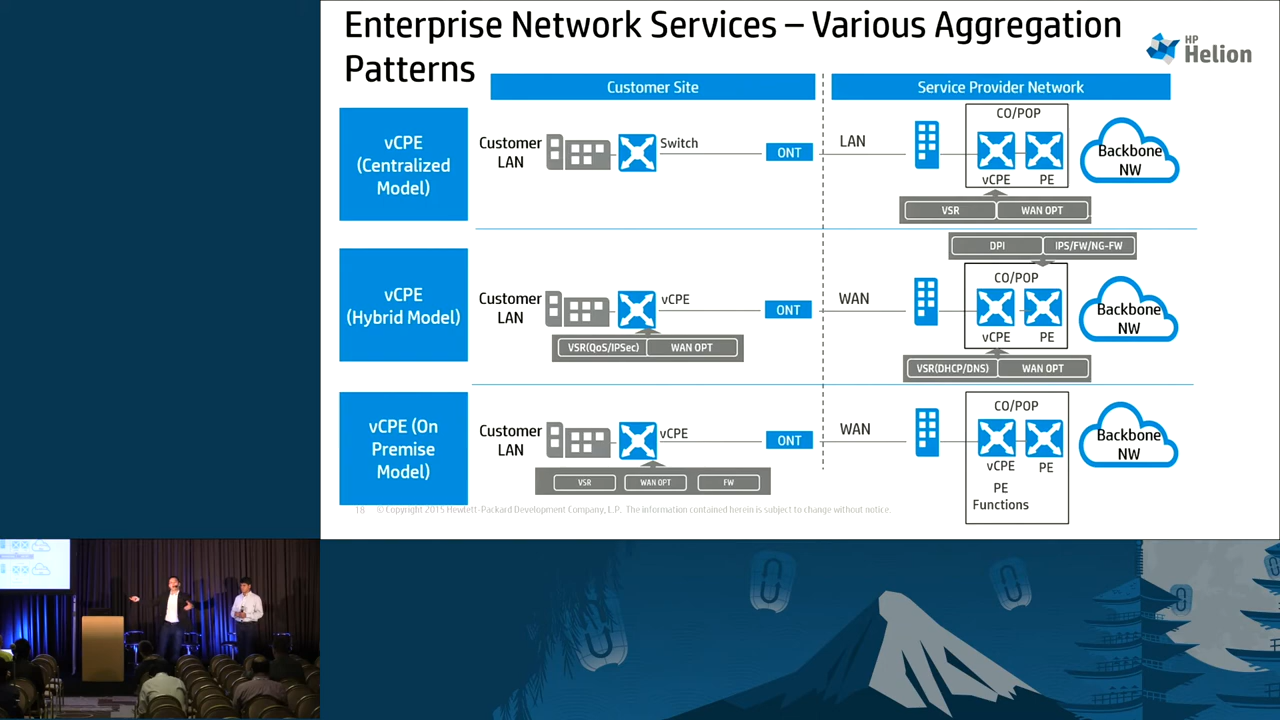 Enterprise Network Services – Various Aggregation
Patterns
HP
Helion
Customer Site
Service Provider Network
vCPE
(Centralized
Model)
Customer
LAN
Switch
ONT
LAN
CO/POP
vCPE
PE
Backbone
NW
VSR
WAN OPT
DPI
IPS/FW/NG-FW
vCPE
(Hybrid Model)
Customer
LAN
vCPE
ONT
WAN
CO/POP
vCPE
PE
Backbone
NW
VSR(QoS/IPSec)
WAN OPT
VSR(DHCP/DNS)
WAN OPT
vCPE (On
Premise
Model)
Customer
LAN
vCPE
ONT
WAN
CO/POP
vCPE
PE
PE
Functions
Backbone
NW
VSR
WAN OPT
FW
18 © Copyright 2015 Hewlett-Packard Development Company, L.P. The information contained herein is subject to change without notice.